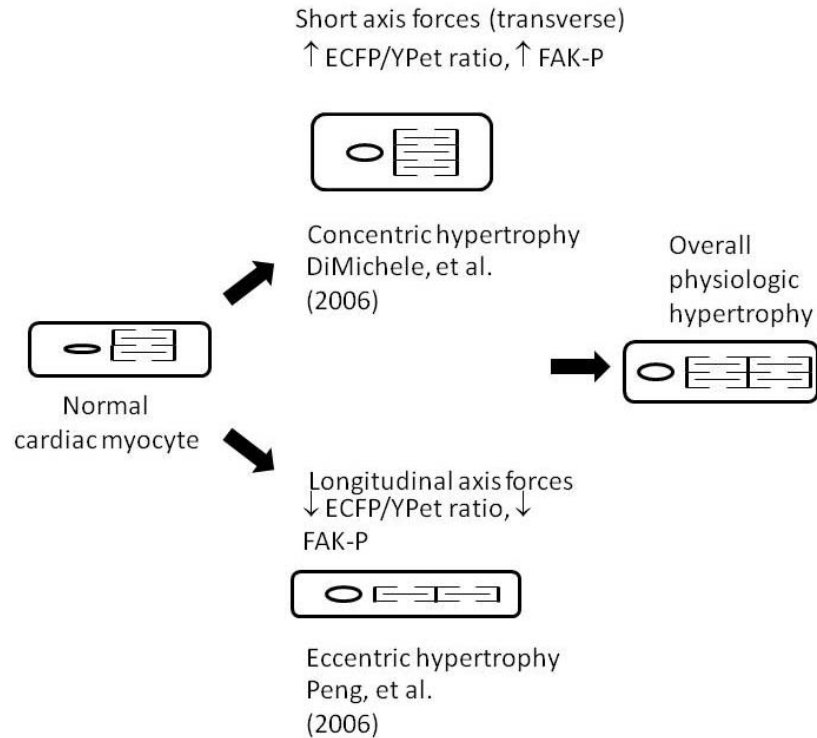 Short axis forces (transverse)
↑ ECFP/YPet ratio, ↑ FAK-P
Concentric hypertrophy
DiMichele, et al.
(2006)
Overall
physiologic
hypertrophy
Normal
cardiac myocyte
Longitudinal axis forces
↓ ECFP/YPet ratio, ↓
FAK-P
Eccentric hypertrophy
Peng, et al.
(2006)